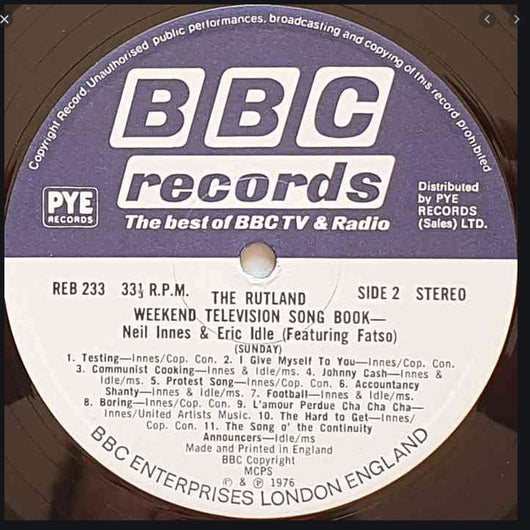 Copyright Record. Unauthorised public performances, broadcasting and copying of this record prohibited
BBC
records
The best of BBC TV & Radio
PYE
RECORDS
Distributed
by PYE
RECORDS
(Sales) LTD.
REB 233 33⅓ R.P.M. THE RUTLAND SIDE 2 STEREO
WEEKEND TELEVISION SONG BOOK—
Neil Innes & Eric Idle (Featuring Fatso)
(SUNDAY)
1. Testing—Innes/Cop. Con. 2. I Give Myself To You—Innes/Cop. Con.
3. Communist Cooking—Innes & Idle/ms. 4. Johnny Cash—Innes &
Idle/ms. 5. Protest Song—Innes/Cop. Con. 6. Accountancy
Shanty—Innes & Idle/ms. 7. Football—Innes & Idle/ms.
8. Boring—Innes/Cop. Con. 9. L'amour Perdue Cha Cha Cha—
Innes/United Artists Music. 10. The Hard to Get—Innes/
Cop. Con. 11. The Song o' the Continuity
Announcers—Idle/ms
Made and Printed in England
BBC Copyright
MCPS
© & ℗ 1976
BBC ENTERPRISES LONDON ENGLAND